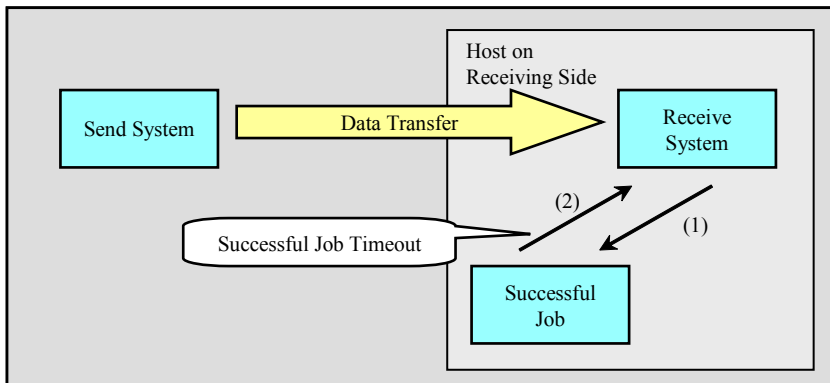 Host on
Receiving Side
Send System
Data Transfer
Receive
System
(2)
(1)
Successful Job Timeout
Successful
Job